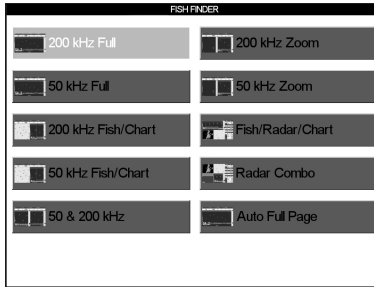 FISH FINDER
200 kHz Full
200 kHz Zoom
50 kHz Full
50 kHz Zoom
200 kHz Fish/Chart
Fish/Radar/Chart
50 kHz Fish/Chart
Radar Combo
50 & 200 kHz
Auto Full Page